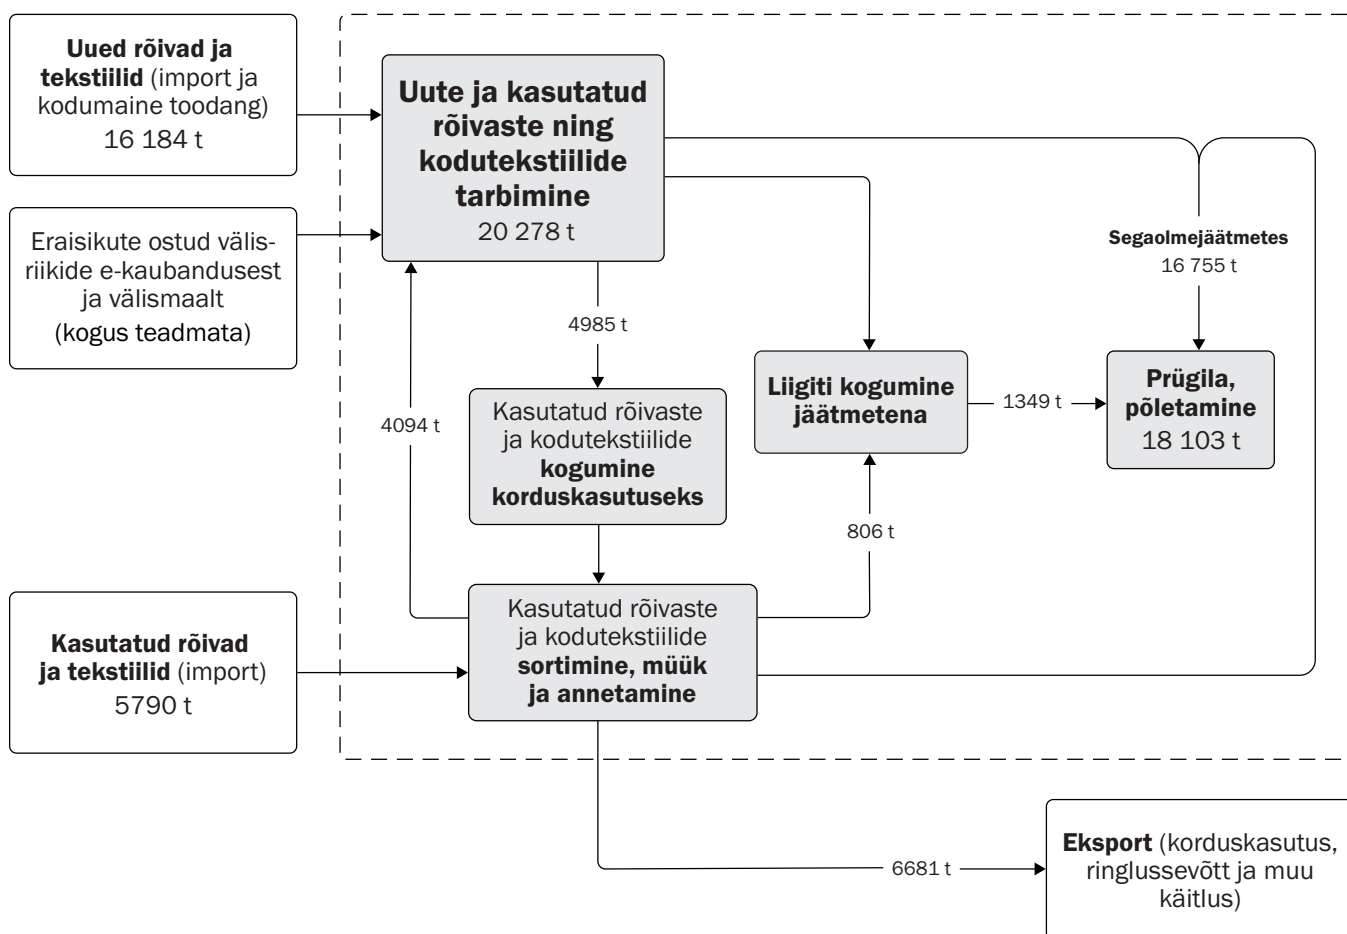 Uued rõivad ja
tekstiilid (import ja
kodumaine toodang)
16 184 t
Eraisikute ostud välis-
riikide e-kaubandusest
ja välismaalt
(kogus teadmata)
Kasutatud rõivad
ja tekstiilid (import)
5790 t
Uute ja kasutatud
rõivaste ning
kodutekstiilide
tarbimine
20 278 t
4985 t
4094 t
Kasutatud rõivaste
ja kodutekstiilide
kogumine
korduskasutuseks
Kasutatud rõivaste
ja kodutekstiilide
sortimine, müük
ja annetamine
Liigiti kogumine
jäätmetena
806 t
1349 t
Segaolmejäätmetes
16 755 t
Prügila,
põletamine
18 103 t
6681 t
Eksport (korduskasutus,
ringlussevõtt ja muu
käitlus)